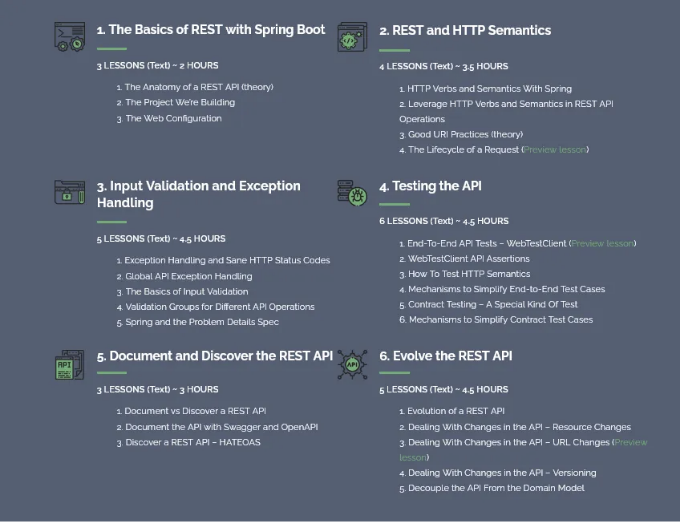 1. The Basics of REST with Spring Boot
3 LESSONS (Text) ~ 2 HOURS
1. The Anatomy of a REST API (theory)
2. The Project We're Building
3. The Web Configuration
2. REST and HTTP Semantics
4 LESSONS (Text) ~ 3.5 HOURS
1. HTTP Verbs and Semantics With Spring
2. Leverage HTTP Verbs and Semantics in REST API
Operations
3. Good URI Practices (theory)
4. The Lifecycle of a Request (Preview lesson)
3. Input Validation and Exception
Handling
5 LESSONS (Text) ~ 4.5 HOURS
1. Exception Handling and Sane HTTP Status Codes
2. Global API Exception Handling
3. The Basics of Input Validation
4. Validation Groups for Different API Operations
5. Spring and the Problem Details Spec
4. Testing the API
6 LESSONS (Text) ~ 4.5 HOURS
1. End-To-End API Tests – WebTestClient (Preview lesson)
2. WebTestClient API Assertions
3. How To Test HTTP Semantics
4. Mechanisms to Simplify End-to-End Test Cases
5. Contract Testing – A Special Kind Of Test
6. Mechanisms to Simplify Contract Test Cases
API
5. Document and Discover the REST API
3 LESSONS (Text) ~ 3 HOURS
1. Document vs Discover a REST API
2. Document the API with Swagger and OpenAPI
3. Discover a REST API – HATEOAS
API
6. Evolve the REST API
5 LESSONS (Text) ~ 4.5 HOURS
1. Evolution of a REST API
2. Dealing With Changes in the API – Resource Changes
3. Dealing With Changes in the API – URL Changes (Preview
lesson)
4. Dealing With Changes in the API – Versioning
5. Decouple the API From the Domain Model